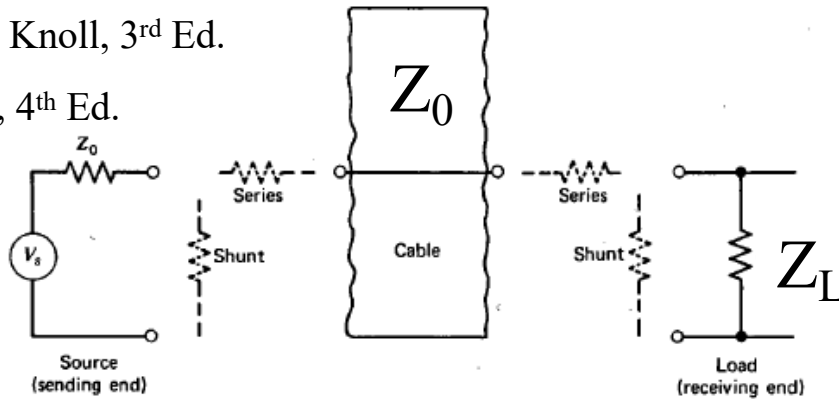 Knoll, 3rd Ed.
, 4th Ed.
Z0
Z0
Series
Series
Shunt
Cable
Shunt
Vs
ZL
Source
(sending end)
Load
(receiving end)